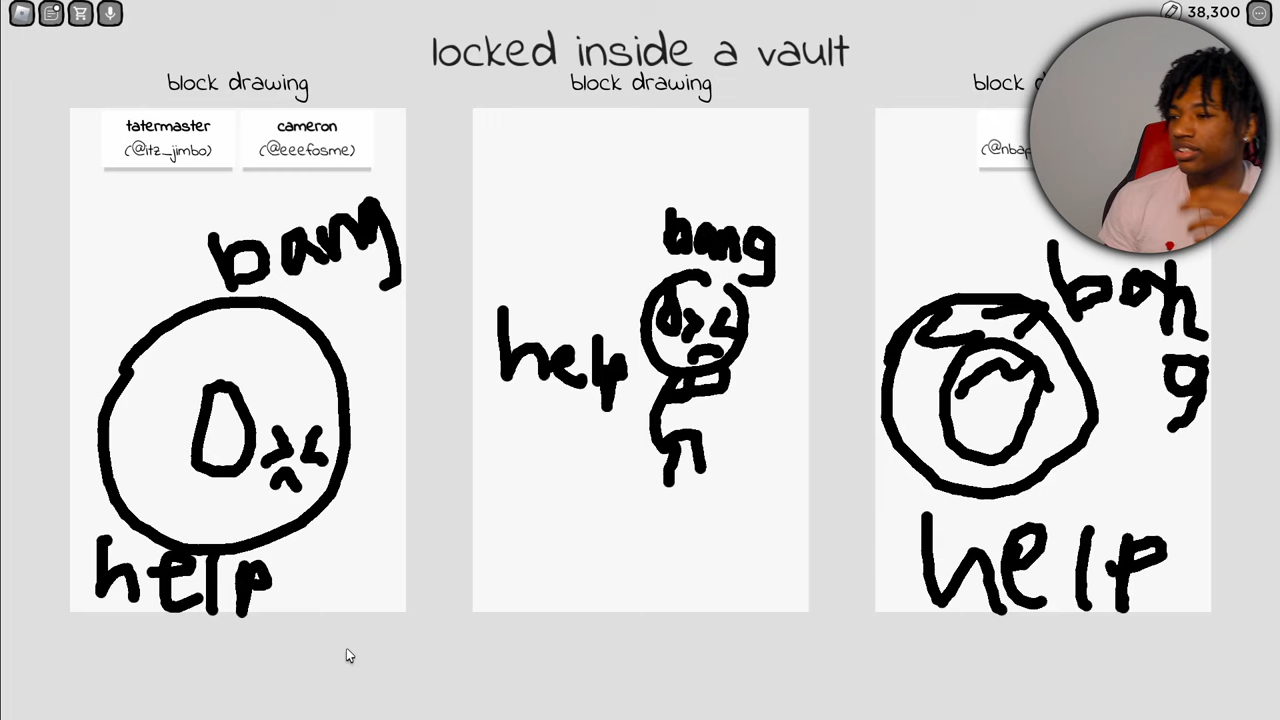 38,300
locked inside a vault
block drawing
block drawing
block d
tatermaster
(@itz_jimbo)
cameron
(@eeefosme)
(@nbap
bang
help
bang
help
bong
help